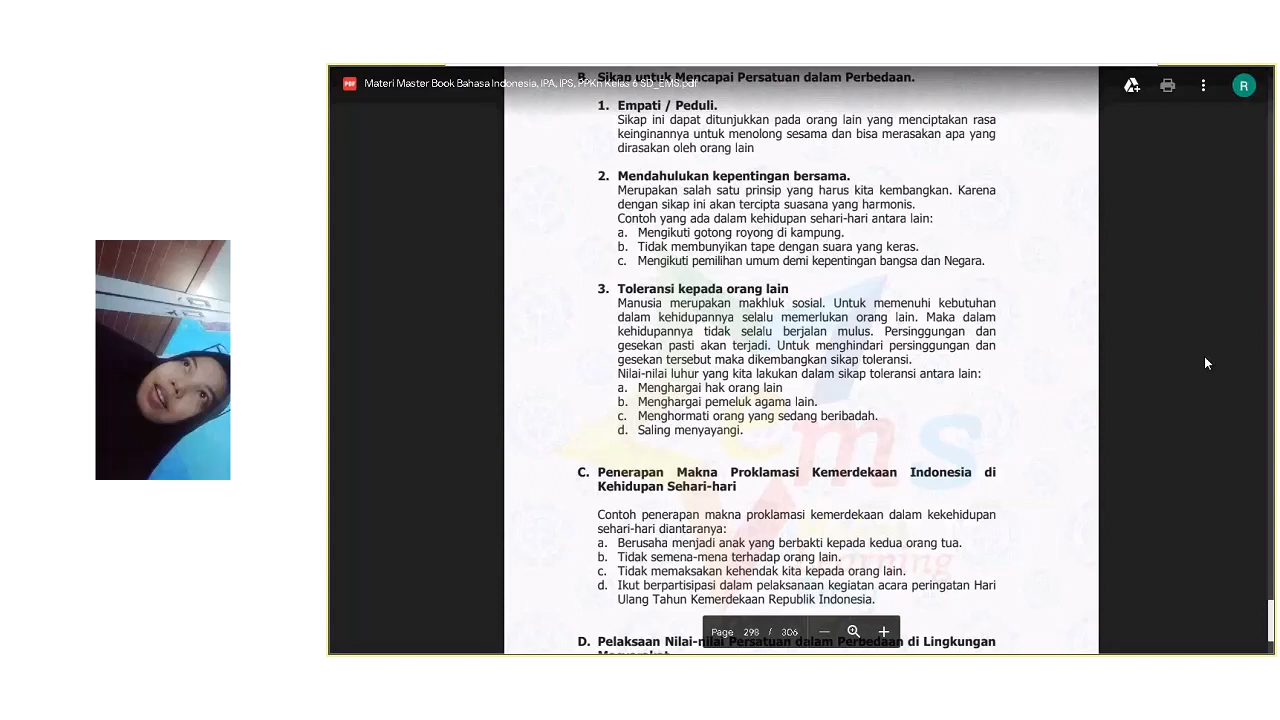 B. Sikap untuk Mencapai Persatuan dalam Perbedaan.
Materi Master Book Bahasa Indonesia, IPA, IPS, PPKn Kelas 6 SD_EMS.pdf
PDF
R
1. Empati / Peduli.
Sikap ini dapat ditunjukkan pada orang lain yang menciptakan rasa
keinginannya untuk menolong sesama dan bisa merasakan apa yang
dirasakan oleh orang lain
2. Mendahulukan kepentingan bersama.
Merupakan salah satu prinsip yang harus kita kembangkan. Karena
dengan sikap ini akan tercipta suasana yang harmonis.
Contoh yang ada dalam kehidupan sehari-hari antara lain:
a. Mengikuti gotong royong di kampung.
b. Tidak membunyikan tape dengan suara yang keras.
c. Mengikuti pemilihan umum demi kepentingan bangsa dan Negara.
3. Toleransi kepada orang lain
Manusia merupakan makhluk sosial. Untuk memenuhi kebutuhan
dalam kehidupannya selalu memerlukan orang lain. Maka dalam
kehidupannya tidak selalu berjalan mulus. Persinggungan dan
gesekan pasti akan terjadi. Untuk menghindari persinggungan dan
gesekan tersebut maka dikembangkan sikap toleransi.
Nilai-nilai luhur yang kita lakukan dalam sikap toleransi antara lain:
a. Menghargai hak orang lain
b. Menghargai pemeluk agama lain.
c. Menghormati orang yang sedang beribadah.
d. Saling menyayangi.
ems
C. Penerapan Makna Proklamasi Kemerdekaan Indonesia di
Kehidupan Sehari-hari
Contoh penerapan makna proklamasi kemerdekaan dalam kekehidupan
sehari-hari diantaranya:
a. Berusaha menjadi anak yang berbakti kepada kedua orang tua.
b. Tidak semena-mena terhadap orang lain.
c. Tidak memaksakan kehendak kita kepada orang lain.
d. Ikut berpartisipasi dalam pelaksanaan kegiatan acara peringatan Hari
Ulang Tahun Kemerdekaan Republik Indonesia.
Page 298 / 306
D. Pelaksaan Nilai-nilai Persatuan dalam Perbedaan di Lingkungan
Masyarakat